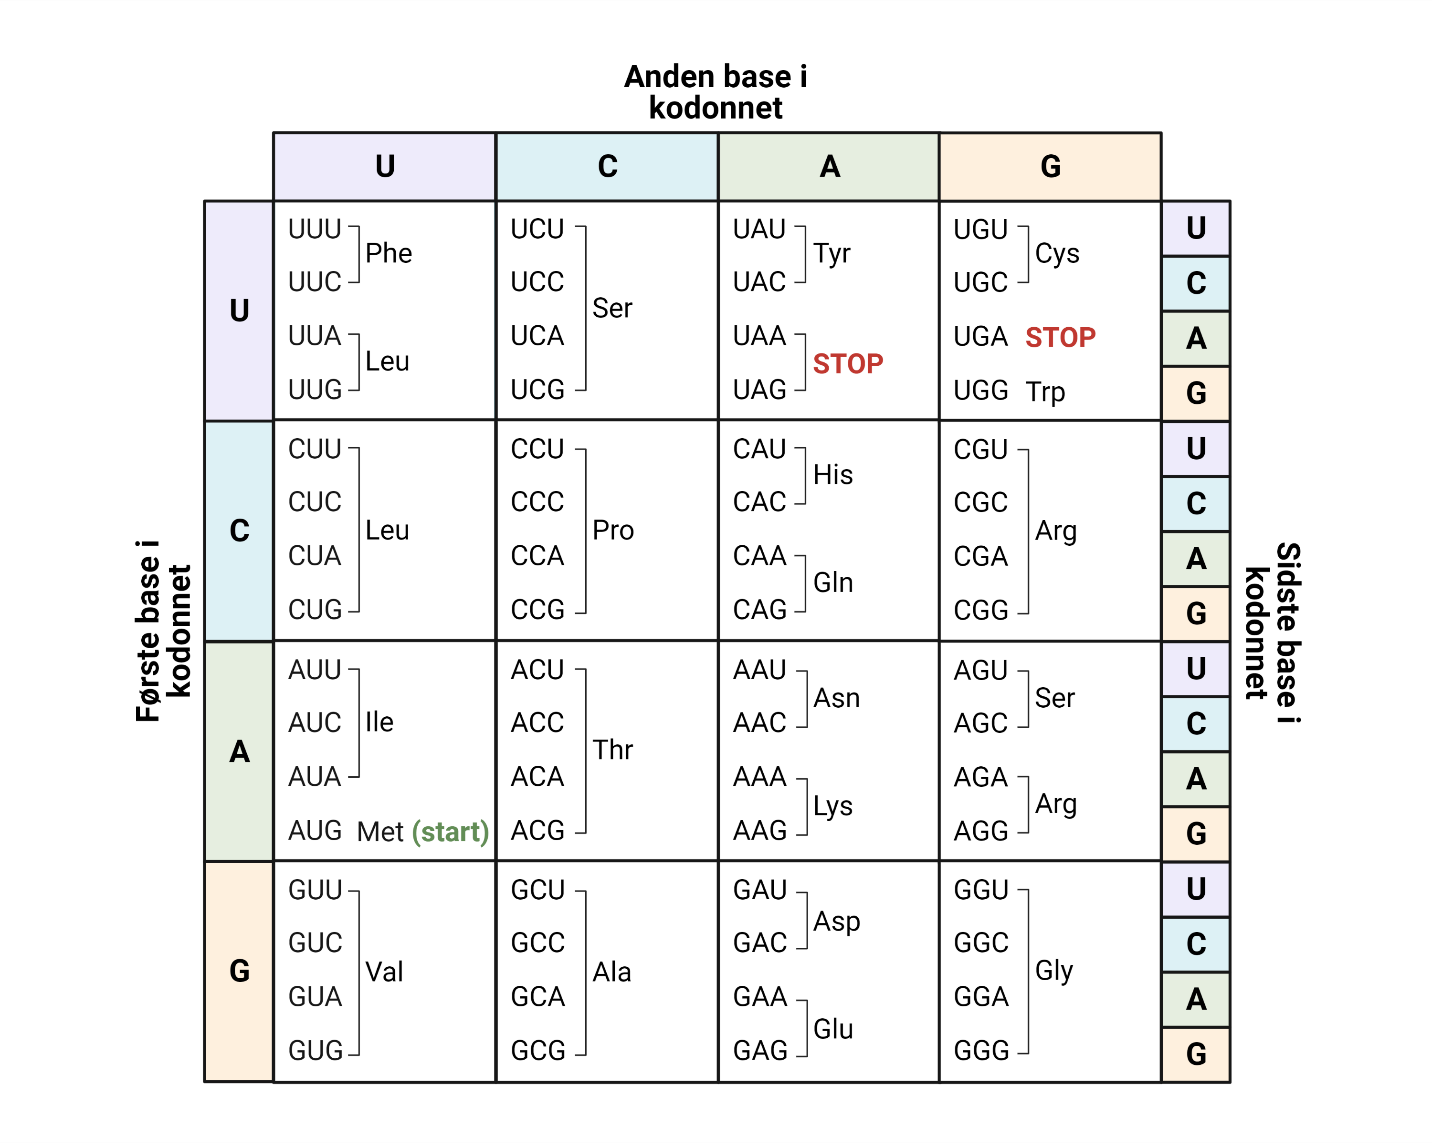 Anden base i
kodonnet
U C A G
Første base i
kodonnet
Sidste base i
kodonnet
U
UUU UCU UAU UGU U
Phe Tyr Cys
UUC UCC UAC UGC C
Ser
UUA UCA UAA UGA STOP A
Leu STOP
UUG UCG UAG UGG Trp G
C
CUU CCU CAU CGU U
His
CUC CCC CAC CGC C
Leu Pro Arg
CUA CCA CAA CGA A
Gln
CUG CCG CAG CGG G
A
AUU ACU AAU AGU U
Asn Ser
AUC Ile ACC AAC AGC C
Thr
AUA ACA AAA AGA A
Lys Arg
AUG Met (start) ACG AAG AGG G
G
GUU GCU GAU GGU U
Asp
GUC GCC GAC GGC C
Val Ala Gly
GUA GCA GAA GGA A
Glu
GUG GCG GAG GGG G